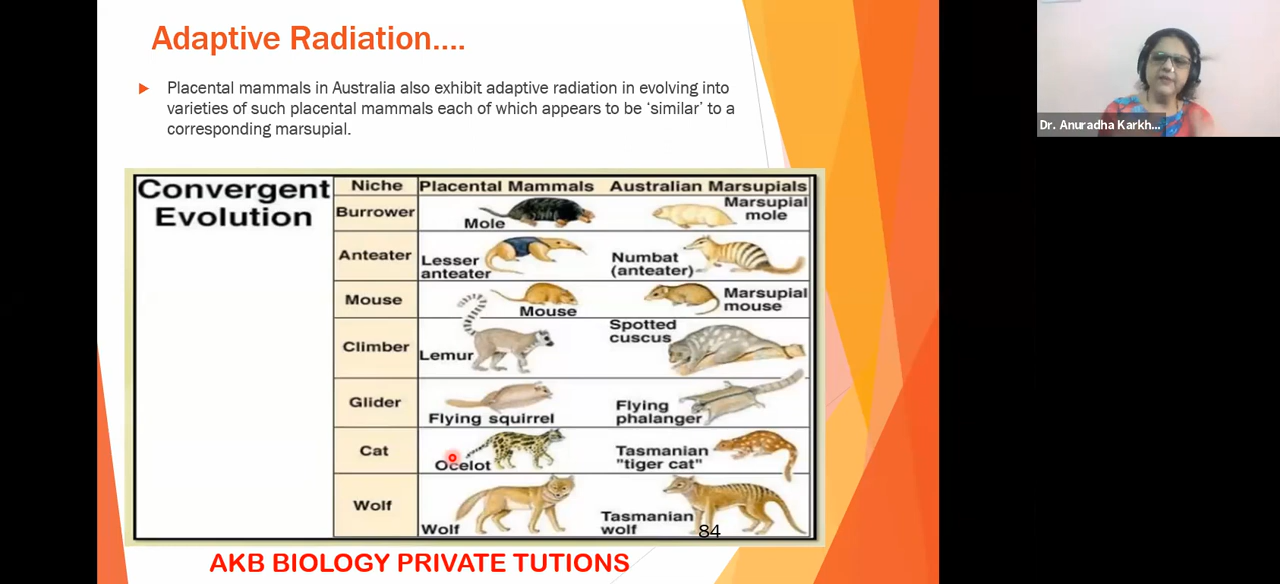 Adaptive Radiation....
Placental mammals in Australia also exhibit adaptive radiation in evolving into
varieties of such placental mammals each of which appears to be ‘similar’ to a
corresponding marsupial.
Dr. Anuradha Karkh...
Convergent
Evolution
Niche Placental Mammals Australian Marsupials
Burrower Mole Marsupial
mole
Anteater Lesser
anteater Numbat
(anteater)
Mouse Mouse Marsupial
mouse
Climber Lemur Spotted
cuscus
Glider Flying squirrel Flying
phalanger
Cat Ocelot Tasmanian
"tiger cat"
Wolf Wolf Tasmanian
wolf
84
AKB BIOLOGY PRIVATE TUTIONS